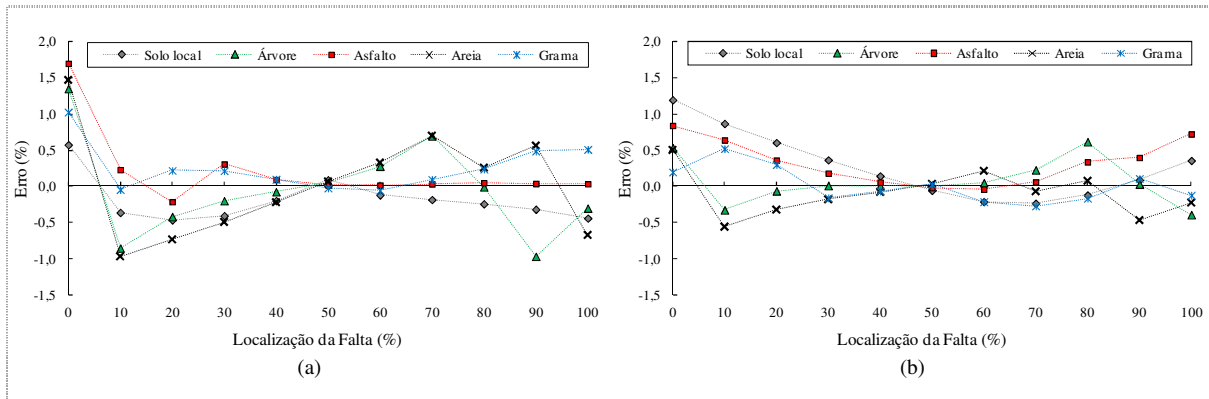 2,0
1,5
1,0
0,5
0,0
-0,5
-1,0
-1,5
Erro (%)
Solo local Árvore Asfalto Areia Grama
0 10 20 30 40 50 60 70 80 90 100
Localização da Falta (%)
(a)
2,0
1,5
1,0
0,5
0,0
-0,5
-1,0
-1,5
Erro (%)
Solo local Árvore Asfalto Areia Grama
0 10 20 30 40 50 60 70 80 90 100
Localização da Falta (%)
(b)